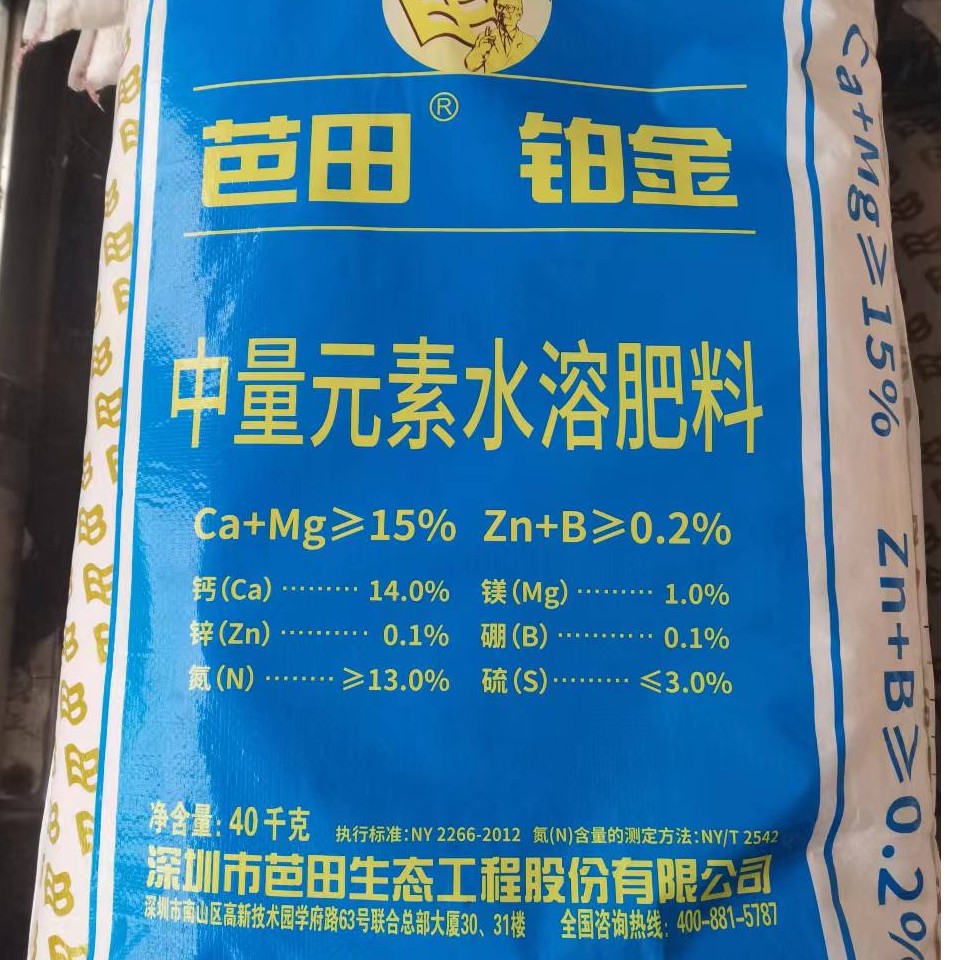 芭田® 铂金
中量元素水溶肥料
Ca+Mg≥15% Zn+B≥0.2%
钙(Ca)………14.0% 镁(Mg)………1.0%
锌(Zn)………0.1% 硼(B)………0.1%
氮(N)………≥13.0% 硫(S)………≤3.0%
净含量:40千克 执行标准:NY 2266-2012 氮(N)含量的测定方法:NY/T 2542
深圳市芭田生态工程股份有限公司
深圳市南山区高新技术园学府路63号联合总部大厦30、31楼 全国咨询热线:400-881-5787
Ca+Mg≥15% Zn+B≥0.2%